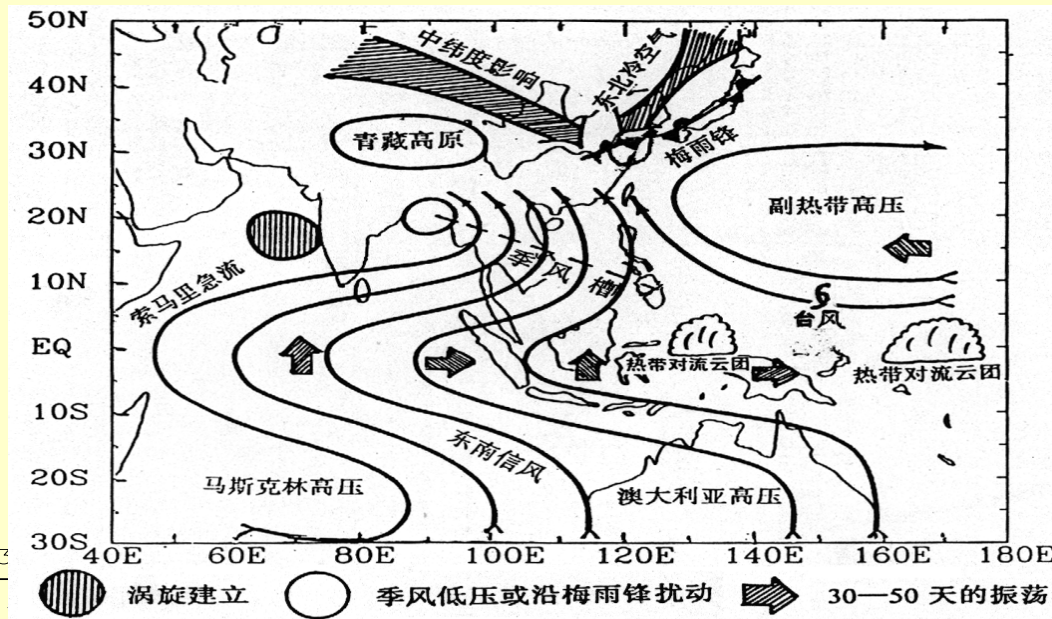 50N
40N
30N
20N
10N
EQ
10S
20S
30S
中纬度影响
东北冷空气
青藏高原
梅雨锋
副热带高压
季风槽
索马里急流
台风
热带对流云团
热带对流云团
东南信风
马斯克林高压
澳大利亚高压
40E 60E 80E 100E 120E 140E 160E 180
3
涡旋建立 季风低压或沿梅雨锋扰动 30—50 天的振荡